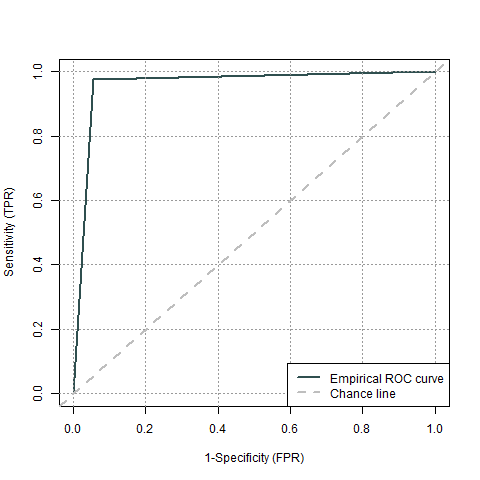 Sensitivity (TPR)
1.0
0.8
0.6
0.4
0.2
0.0
Empirical ROC curve
Chance line
0.0 0.2 0.4 0.6 0.8 1.0
1-Specificity (FPR)